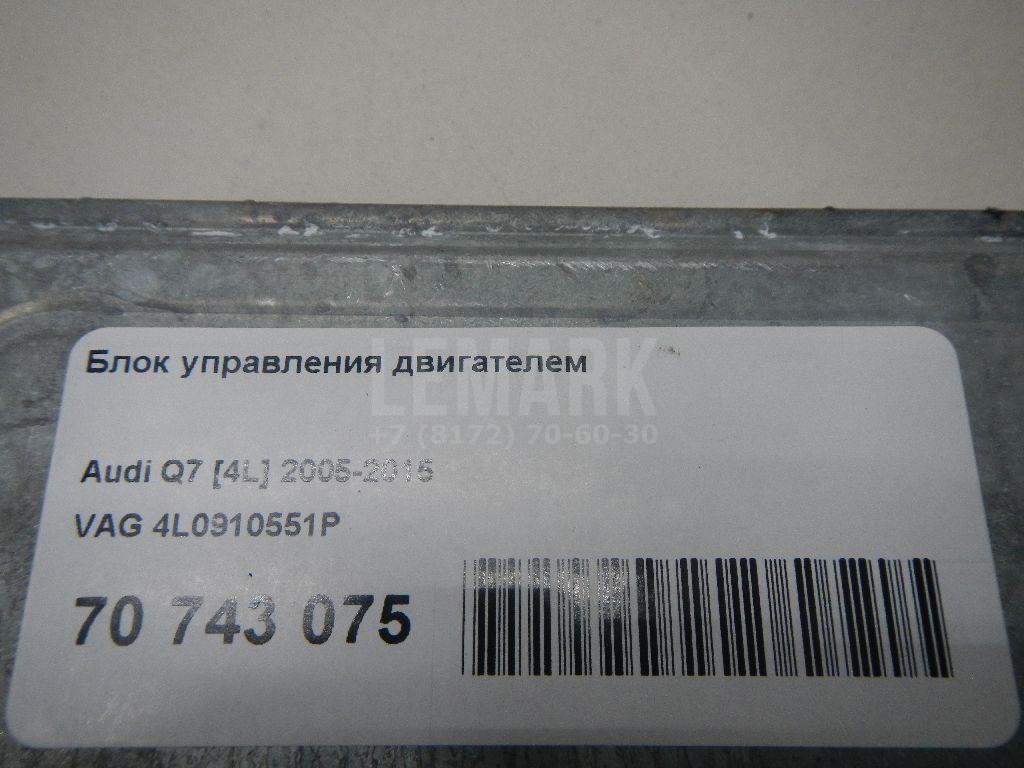 Блок управления двигателем
LEMARK
+7 (8172) 70-60-30
Audi Q7 [4L] 2005-2015
VAG 4L0910551P
70 743 075